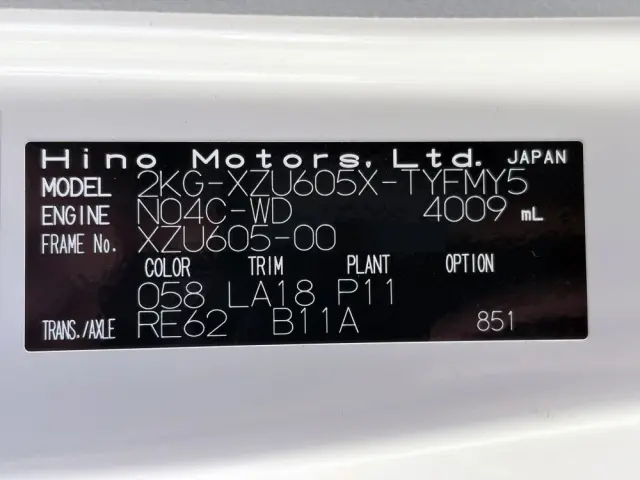 Hino Motors, Ltd. JAPAN
MODEL 2KG-XZU605X-TYFMY5
ENGINE N04C-WD 4009 mL
FRAME No. XZU605-00
COLOR TRIM PLANT OPTION
058 LA18 P11
TRANS./AXLE RE62 B11A 851